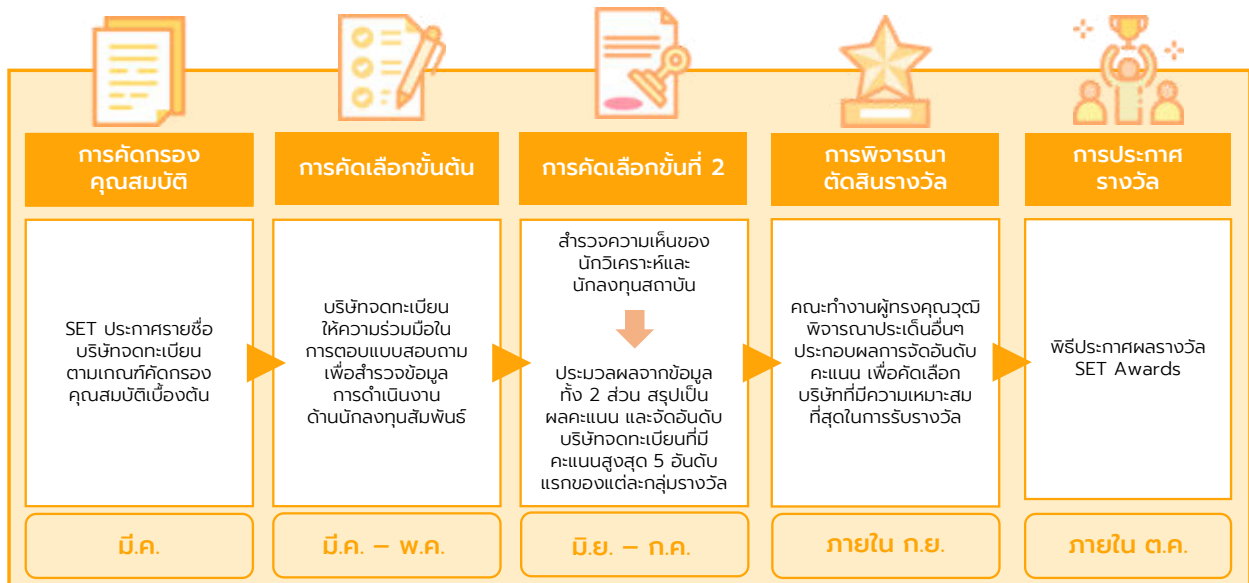 การคัดกรอง
คุณสมบัติ
SET ประกาศรายชื่อ
บริษัทจดทะเบียน
ตามเกณฑ์คัดกรอง
คุณสมบัติเบื้องต้น
มี.ค.
การคัดเลือกขั้นต้น
บริษัทจดทะเบียน
ให้ความร่วมมือใน
การตอบแบบสอบถาม
เพื่อสำรวจข้อมูล
การดำเนินงาน
ด้านนักลงทุนสัมพันธ์
มี.ค. – พ.ค.
การคัดเลือกขั้นที่ 2
สำรวจความเห็นของ
นักวิเคราะห์และ
นักลงทุนสถาบัน
ประมวลผลจากข้อมูล
ทั้ง 2 ส่วน สรุปเป็น
ผลคะแนน และจัดอันดับ
บริษัทจดทะเบียนที่มี
คะแนนสูงสุด 5 อันดับ
แรกของแต่ละกลุ่มรางวัล
มิ.ย. – ก.ค.
การพิจารณา
ตัดสินรางวัล
คณะทำงานผู้ทรงคุณวุฒิ
พิจารณาประเด็นอื่นๆ
ประกอบผลการจัดอันดับ
คะแนน เพื่อคัดเลือก
บริษัทที่มีความเหมาะสม
ที่สุดในการรับรางวัล
ภายใน ก.ย.
การประกาศ
รางวัล
พิธีประกาศผลรางวัล
SET Awards
ภายใน ต.ค.